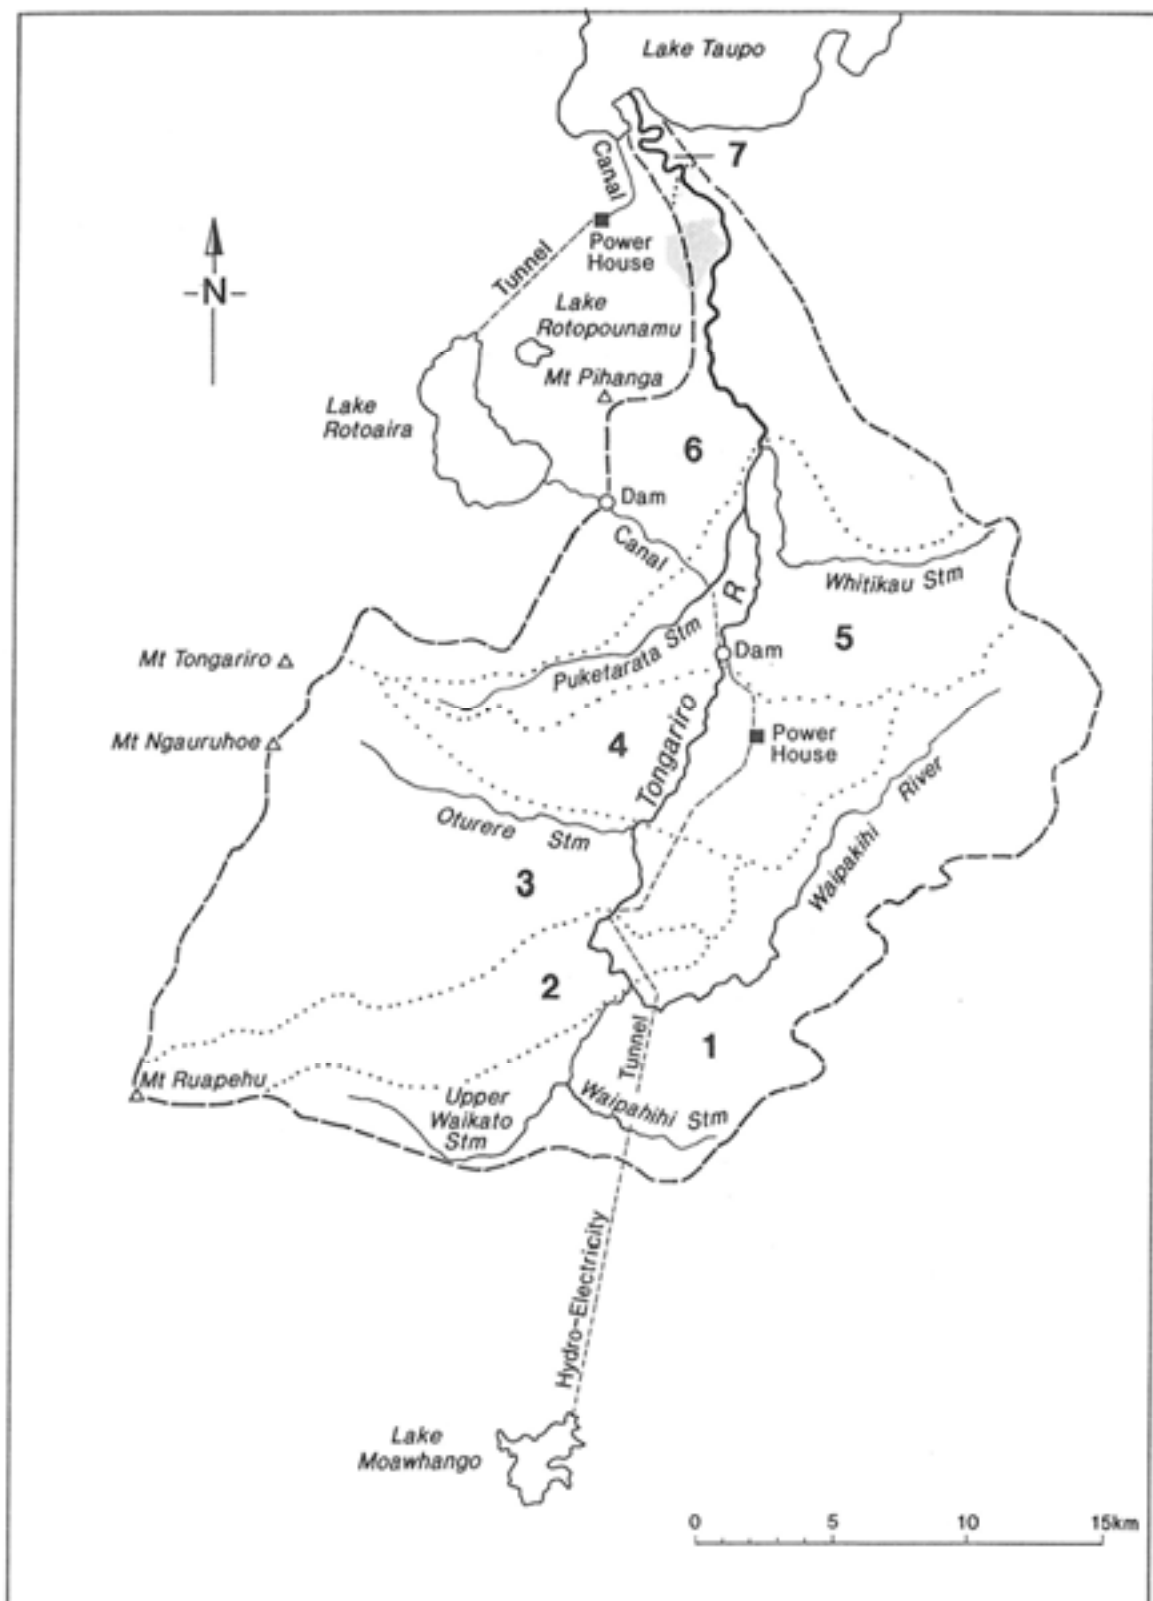 Lake Taupo
7
Canal
Power
House
Tunnel
-N-
Lake
Rotopounamu
Mt Pihanga
Lake
Rotoaira
6
Dam
Canal
Whitikau Stm
R
5
Mt Tongariro
Puketarata Stm
Dam
Mt Ngauruhoe
4
Tongariro
Power
House
Oturere Stm
Waipakihi River
3
2
1
Tunnel
Mt Ruapehu
Upper
Waikato
Stm
Waipahihi Stm
Hydro-Electricity
Lake
Moawhango
0 5 10 15km